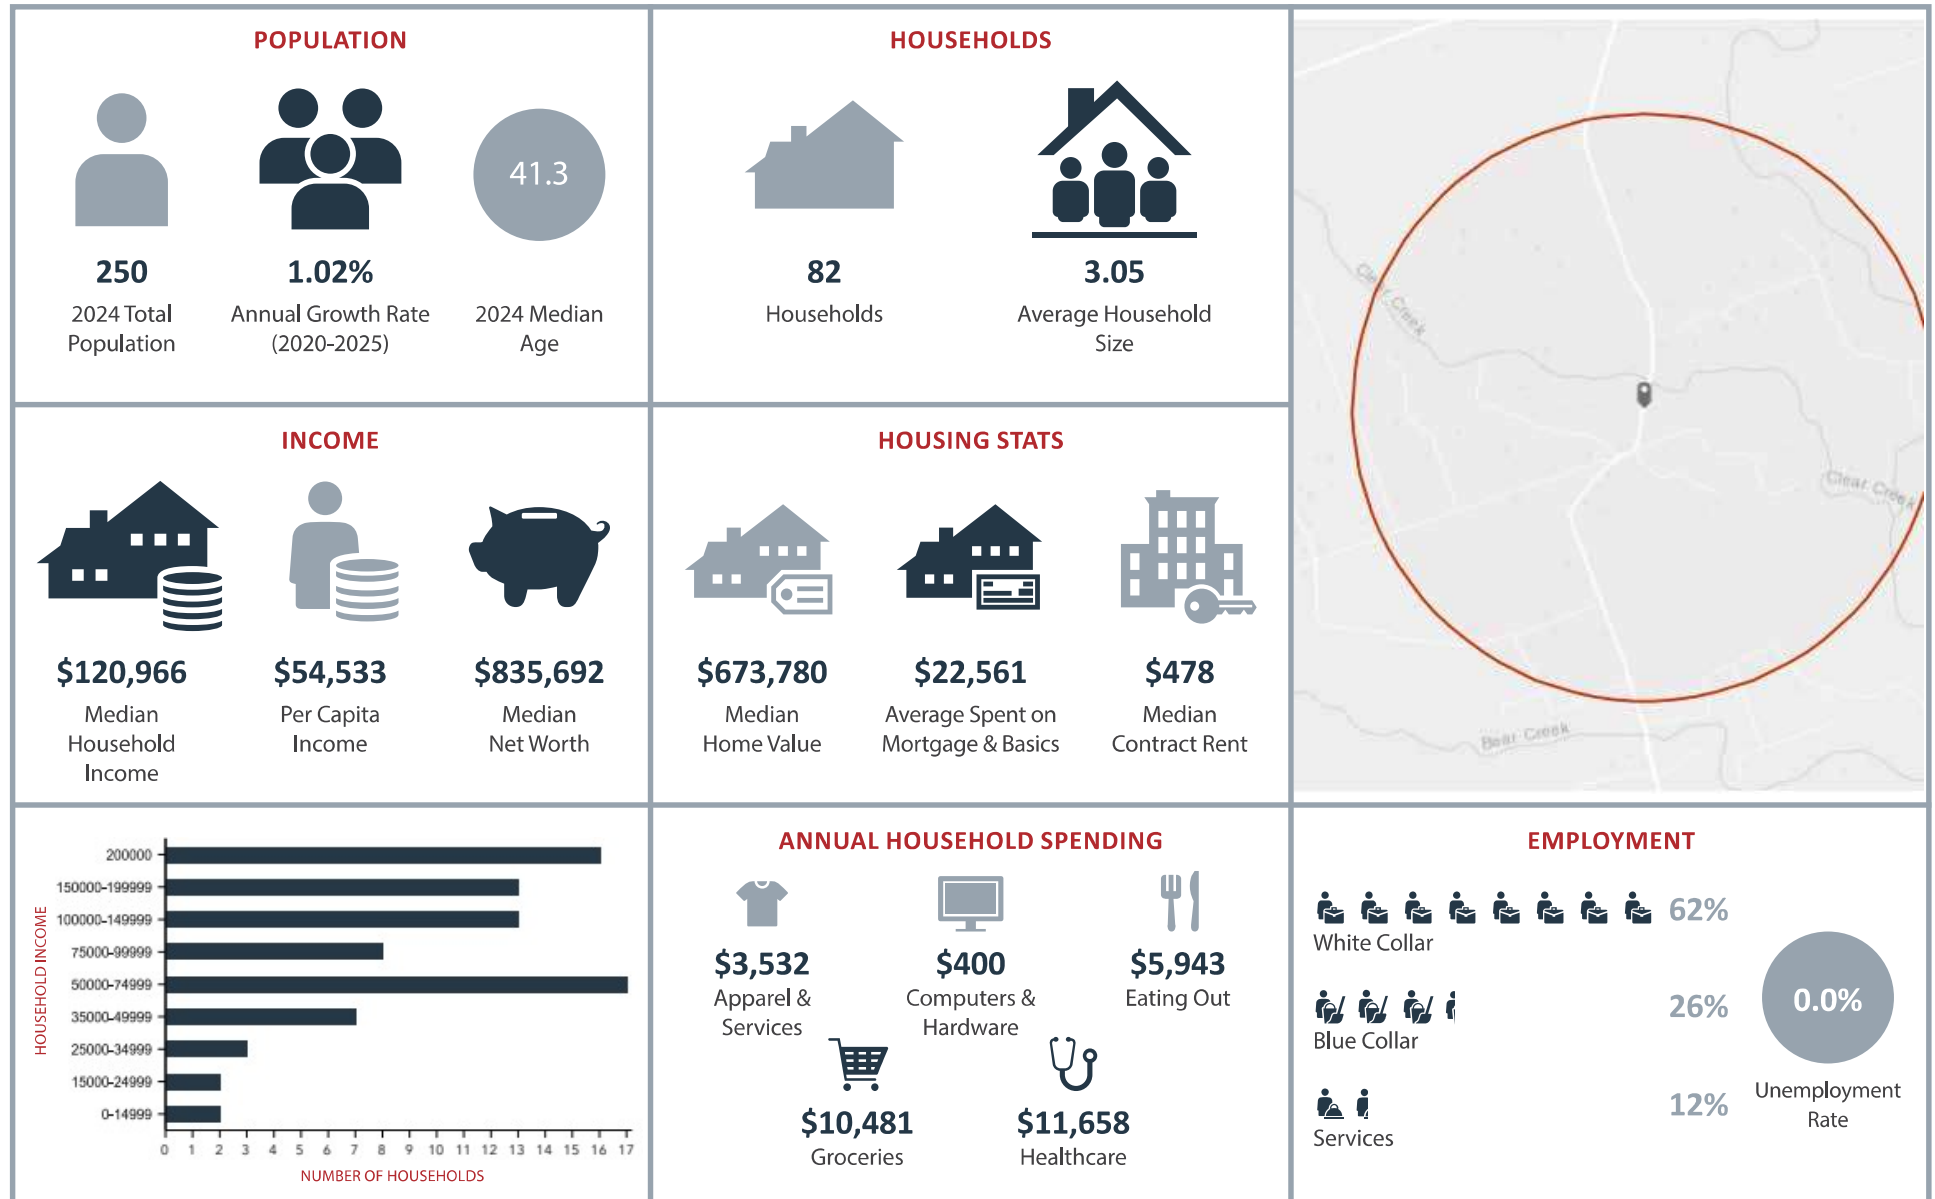 POPULATION
41.3
250
2024 Total
Population
1.02%
Annual Growth Rate
(2020-2025)
2024 Median
Age
HOUSEHOLDS
82
Households
3.05
Average Household
Size
Clear Creek
Clear Creek
Bear Creek
INCOME
$120,966
Median
Household
Income
$54,533
Per Capita
Income
$835,692
Median
Net Worth
HOUSING STATS
$673,780
Median
Home Value
$22,561
Average Spent on
Mortgage & Basics
$478
Median
Contract Rent
HOUSEHOLD INCOME
200000
150000-199999
100000-149999
75000-99999
50000-74999
35000-49999
25000-34999
15000-24999
0-14999
0 1 2 3 4 5 6 7 8 9 10 11 12 13 14 15 16 17
NUMBER OF HOUSEHOLDS
ANNUAL HOUSEHOLD SPENDING
$3,532
Apparel &
Services
$400
Computers &
Hardware
$5,943
Eating Out
$10,481
Groceries
$11,658
Healthcare
EMPLOYMENT
62%
White Collar
26%
Blue Collar
12%
Services
0.0%
Unemployment
Rate